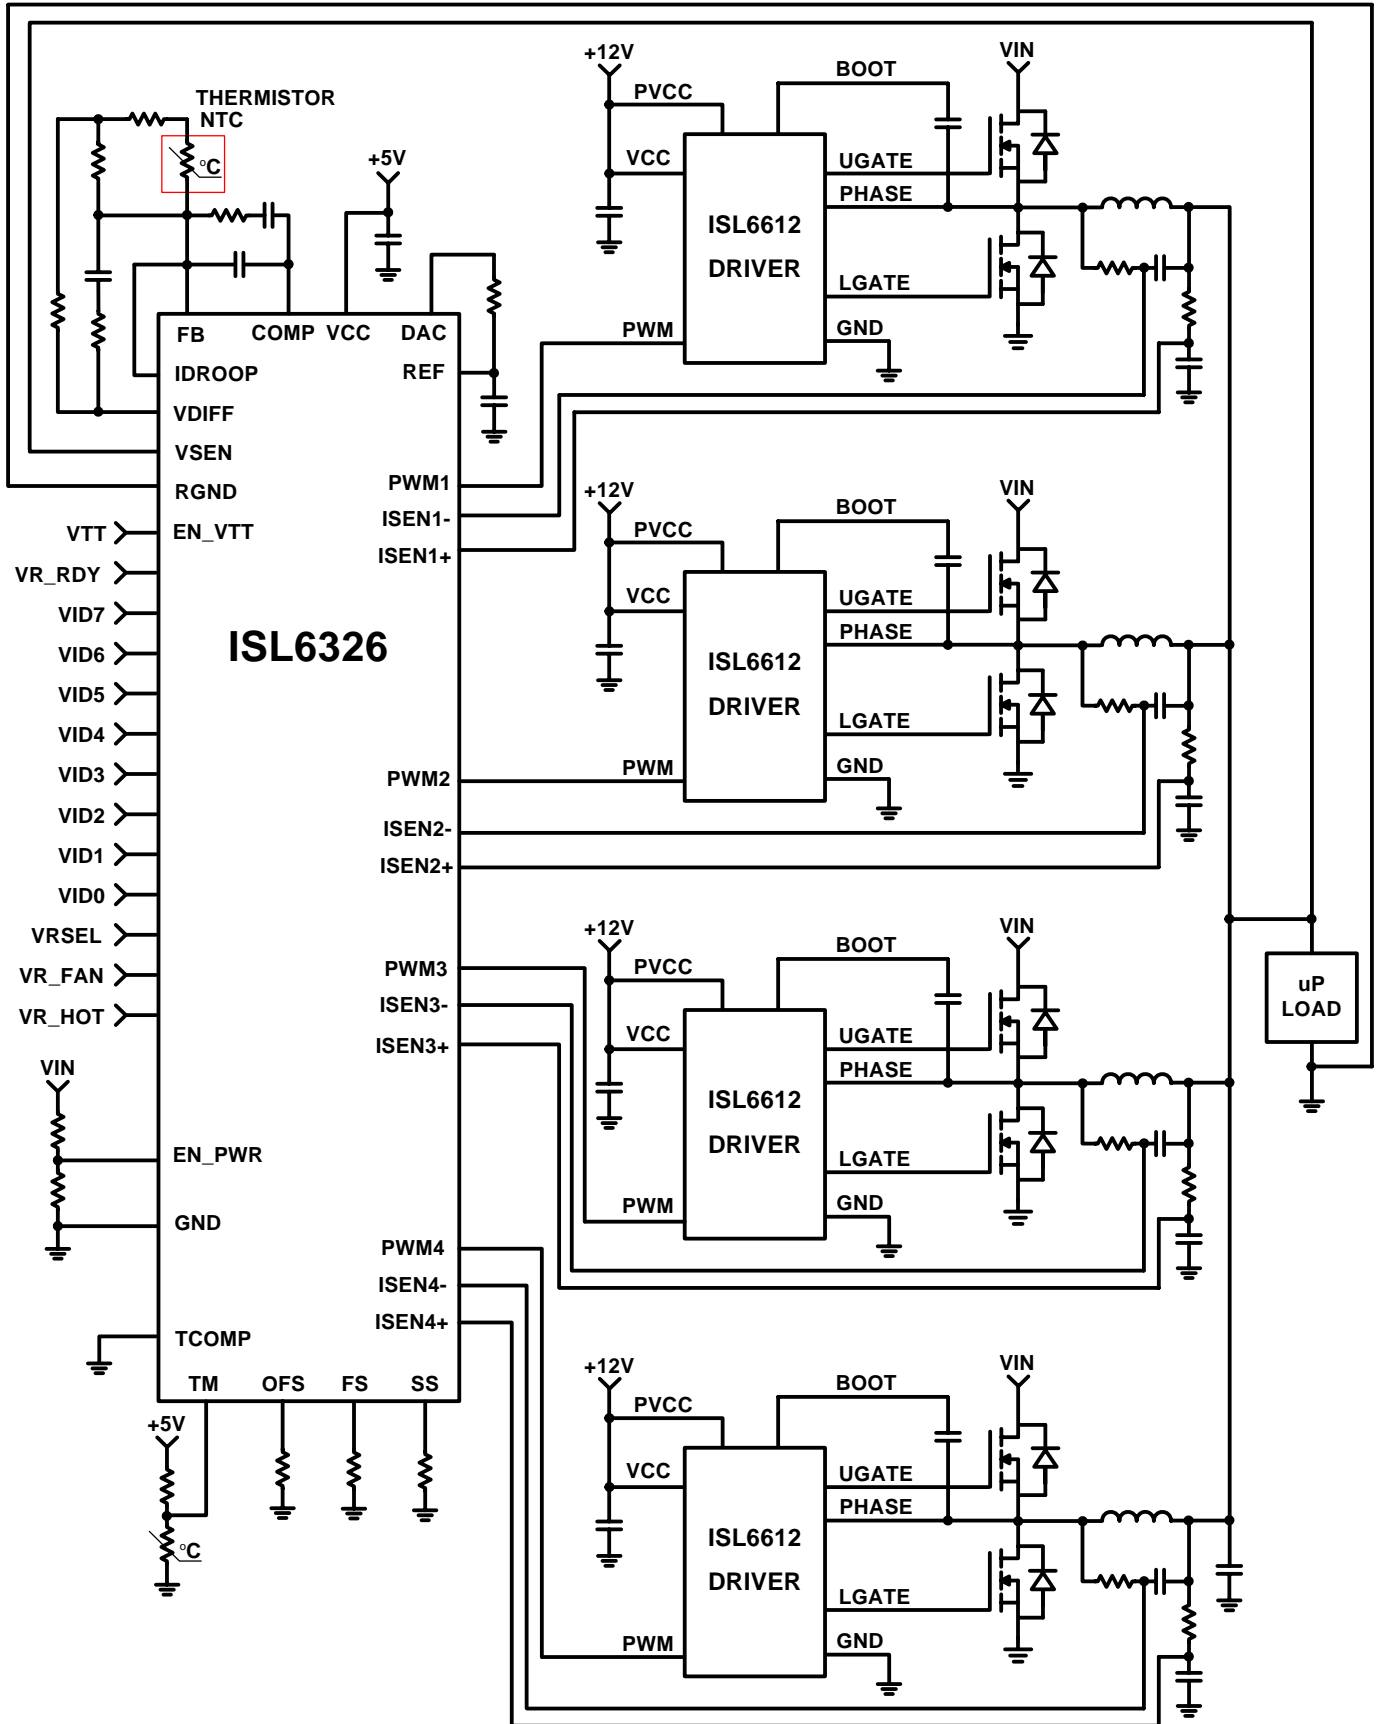 THERMISTOR
NTC
°C
+5V
FB
COMP
VCC
DAC
IDROOP
REF
VDIFF
VSEN
RGND
PWM1
ISEN1-
ISEN1+
VTT
EN_VTT
VR_RDY
VID7
VID6
VID5
VID4
VID3
VID2
VID1
VID0
VRSEL
VR_FAN
VR_HOT
ISL6326
PWM2
ISEN2-
ISEN2+
PWM3
ISEN3-
ISEN3+
VIN
EN_PWR
GND
PWM4
ISEN4-
ISEN4+
TCOMP
TM
OFS
FS
SS
+5V
°C
+12V
PVCC
VCC
BOOT
VIN
UGATE
PHASE
ISL6612
DRIVER
LGATE
PWM
GND
+12V
PVCC
VCC
BOOT
VIN
UGATE
PHASE
ISL6612
DRIVER
LGATE
PWM
GND
+12V
PVCC
VCC
BOOT
VIN
UGATE
PHASE
ISL6612
DRIVER
LGATE
PWM
GND
+12V
PVCC
VCC
BOOT
VIN
UGATE
PHASE
ISL6612
DRIVER
LGATE
PWM
GND
uP
LOAD